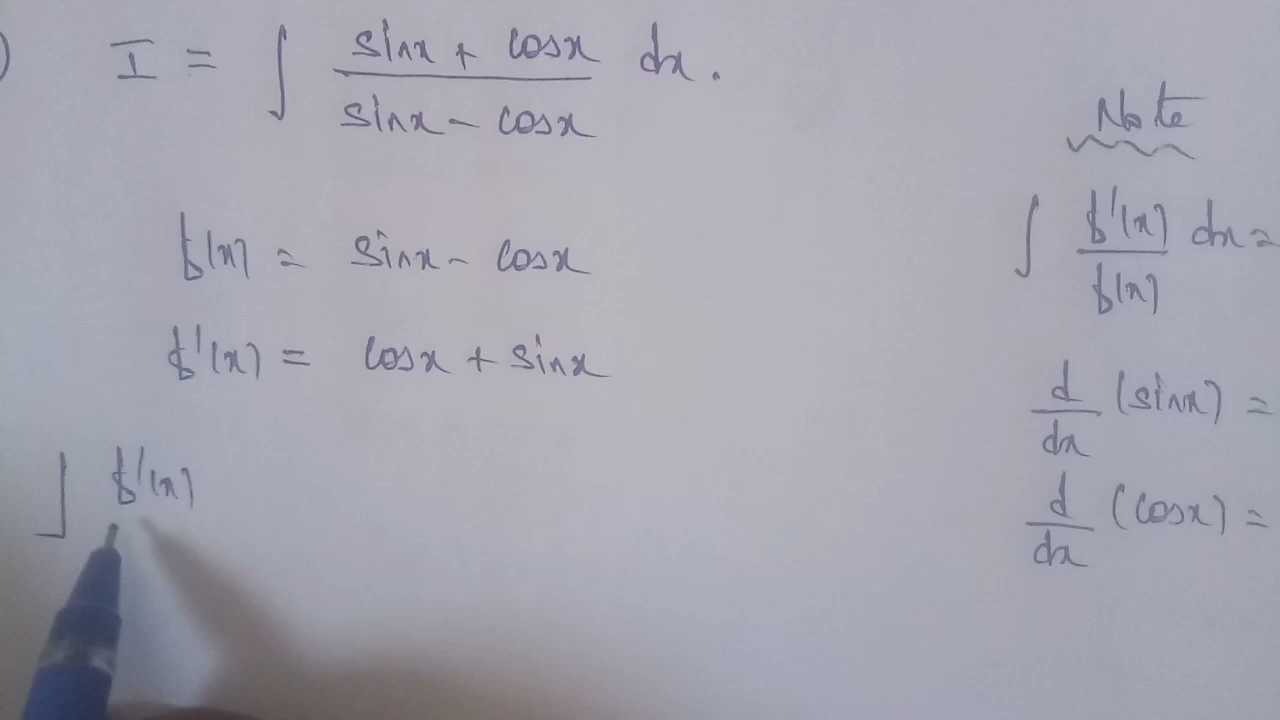 ) I = ∫ (sinx + cosx)/(sinx - cosx) dx.
f(x) = sinx - cosx
f'(x) = cosx + sinx
∫ f'(x)
Note
∫ f'(x)/f(x) dx =
d/dx (sinx) =
d/dx (cosx) =